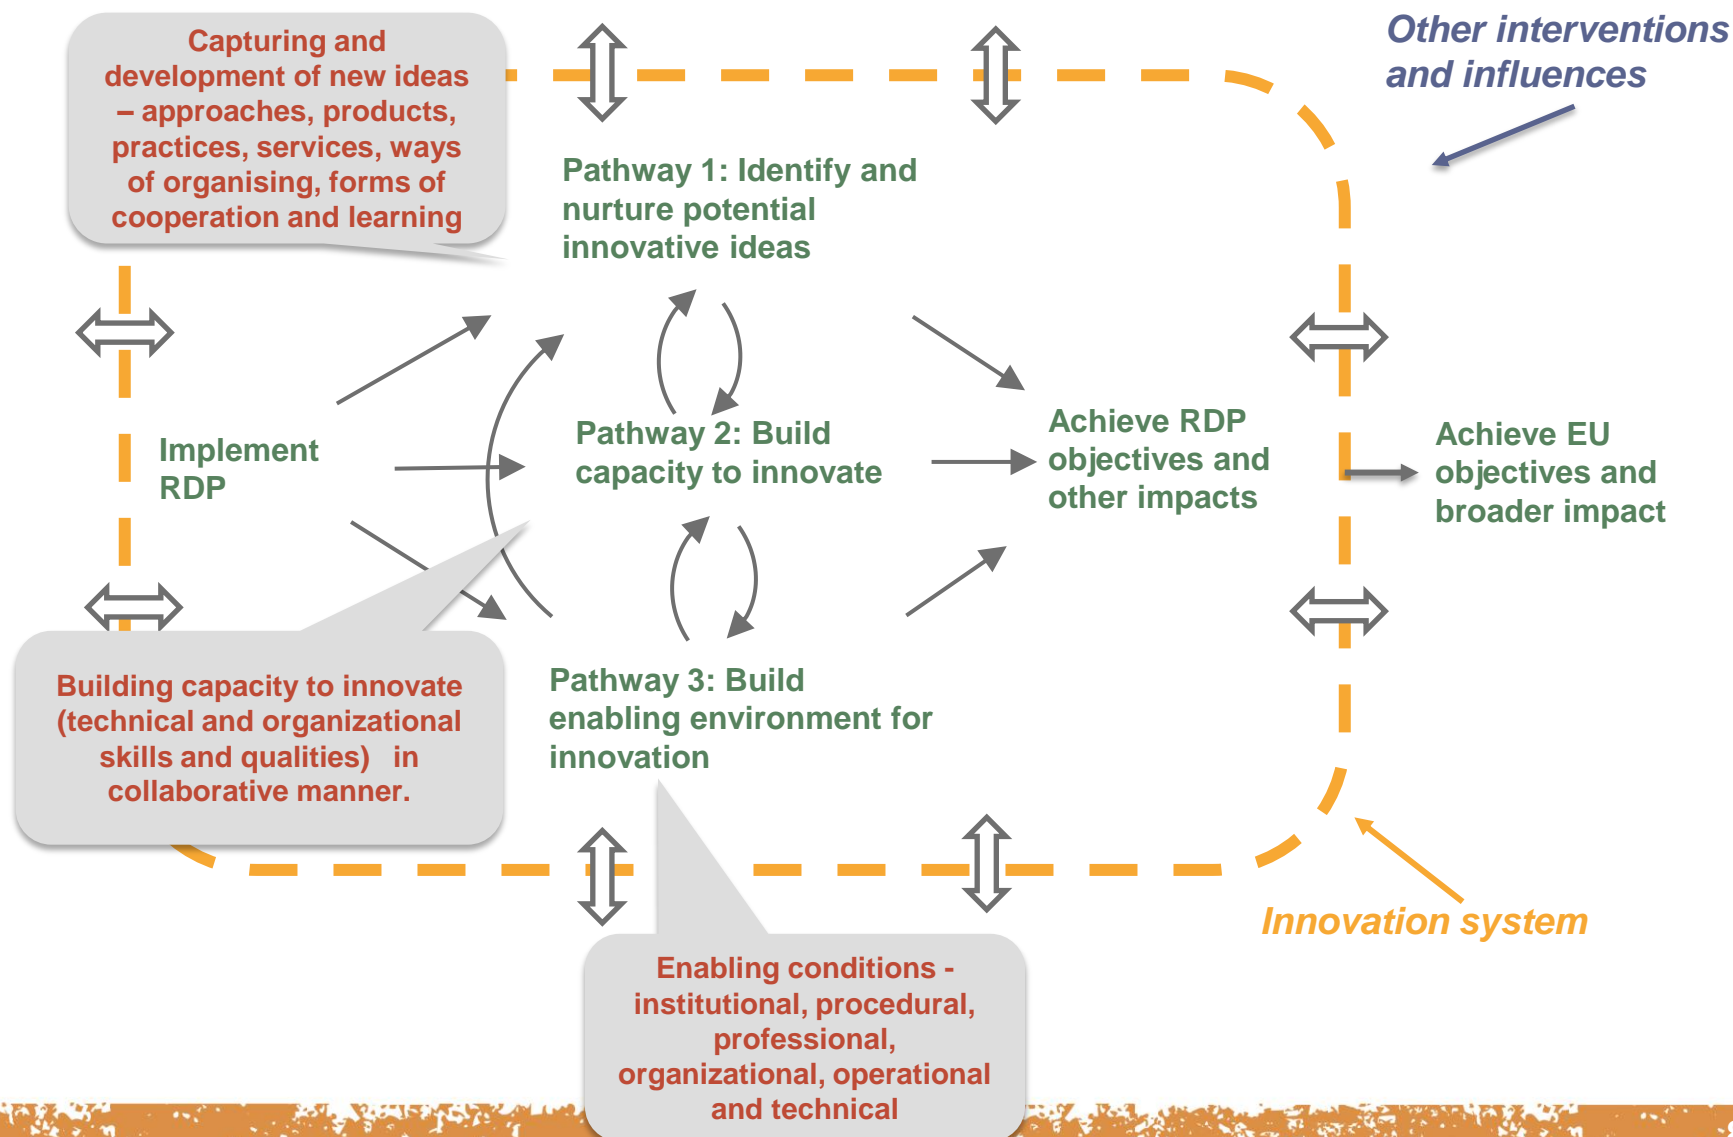 Capturing and
development of new ideas
– approaches, products,
practices, services, ways
of organising, forms of
cooperation and learning
Other interventions
and influences
Pathway 1: Identify and
nurture potential
innovative ideas
Implement
RDP
Pathway 2: Build
capacity to innovate
Achieve RDP
objectives and
other impacts
Achieve EU
objectives and
broader impact
Building capacity to innovate
(technical and organizational
skills and qualities)   in
collaborative manner.
Pathway 3: Build
enabling environment for
innovation
Innovation system
Enabling conditions -
institutional, procedural,
professional,
organizational, operational
and technical